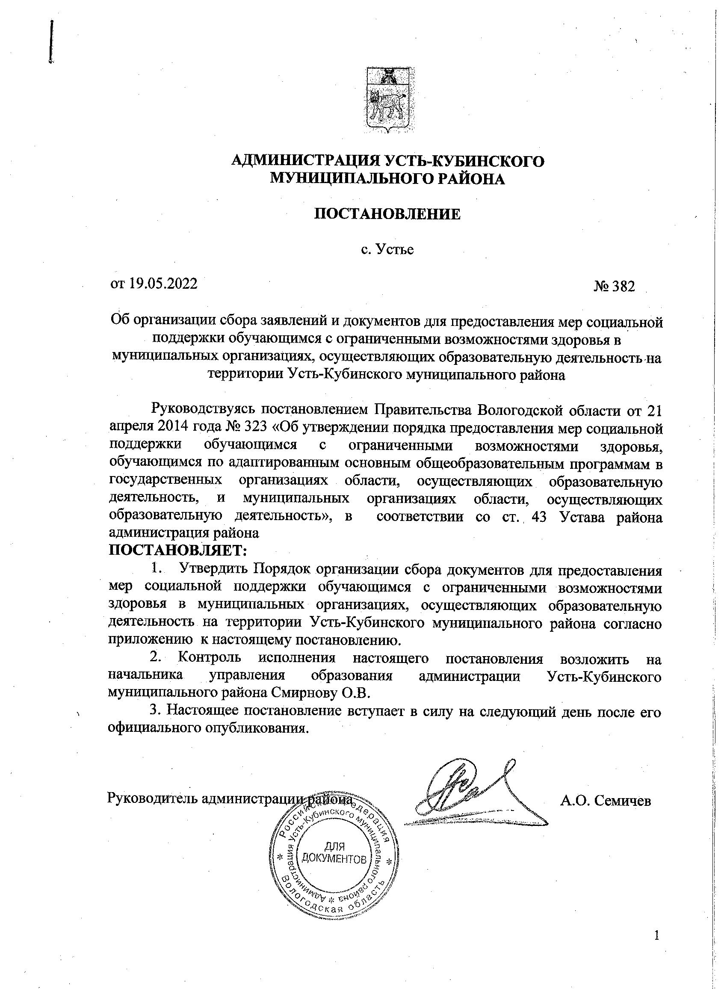 АДМИНИСТРАЦИЯ УСТЬ-КУБИНСКОГО
МУНИЦИПАЛЬНОГО РАЙОНА
ПОСТАНОВЛЕНИЕ
с. Устье
от 19.05.2022 № 382
Об организации сбора заявлений и документов для предоставления мер социальной
поддержки обучающимся с ограниченными возможностями здоровья в
муниципальных организациях, осуществляющих образовательную деятельность на
территории Усть-Кубинского муниципального района
Руководствуясь постановлением Правительства Вологодской области от 21
апреля 2014 года № 323 «Об утверждении порядка предоставления мер социальной
поддержки обучающимся с ограниченными возможностями здоровья,
обучающимся по адаптированным основным общеобразовательным программам в
государственных организациях области, осуществляющих образовательную
деятельность, и муниципальных организациях области, осуществляющих
образовательную деятельность», в соответствии со ст. 43 Устава района
администрация района
ПОСТАНОВЛЯЕТ:
1. Утвердить Порядок организации сбора документов для предоставления
мер социальной поддержки обучающимся с ограниченными возможностями
здоровья в муниципальных организациях, осуществляющих образовательную
деятельность на территории Усть-Кубинского муниципального района согласно
приложению к настоящему постановлению.
2. Контроль исполнения настоящего постановления возложить на
начальника управления образования администрации Усть-Кубинского
муниципального района Смирнову О.В.
3. Настоящее постановление вступает в силу на следующий день после его
официального опубликования.
Руководитель администрации района А.О. Семичев
Российская Федерация
* Вологодская область *
Администрация Усть-Кубинского муниципального района *
ДЛЯ
ДОКУМЕНТОВ
1